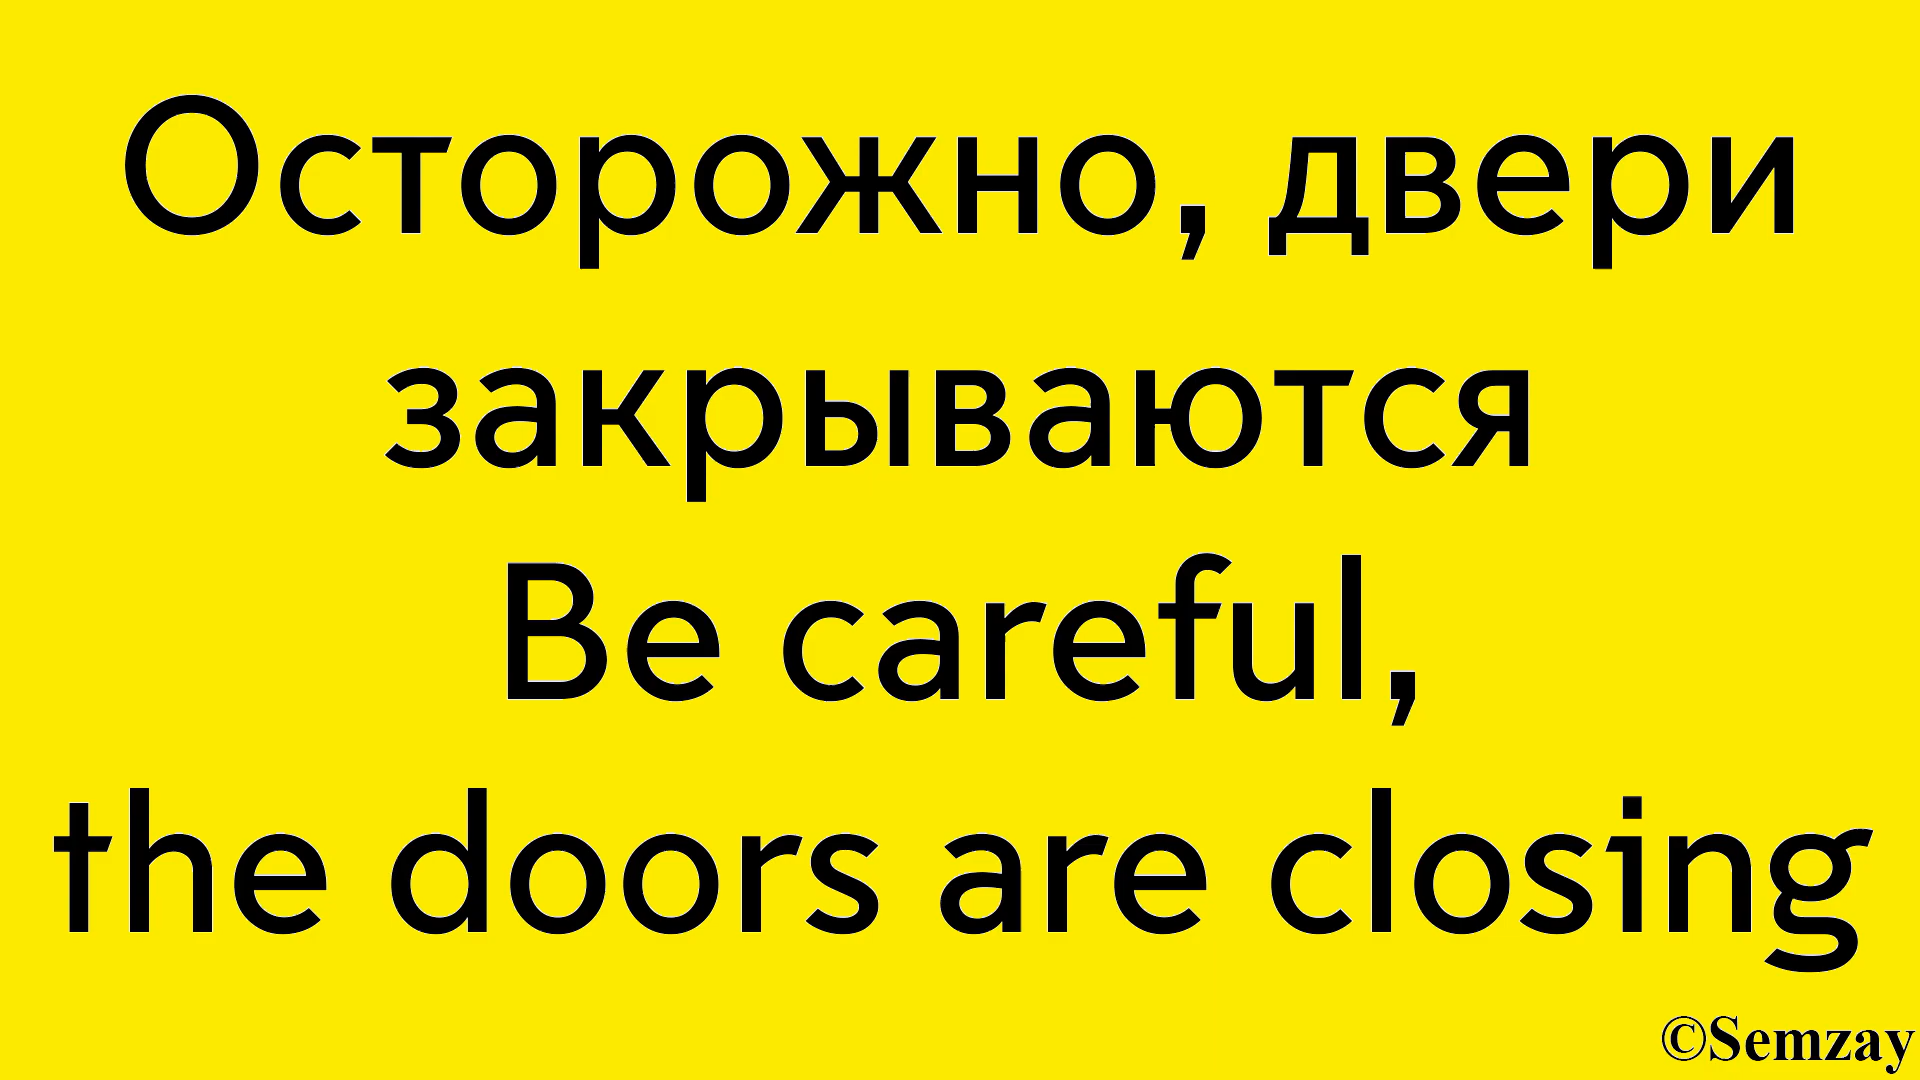 Осторожно, двери
закрываются
Be careful,
the doors are closing
©Semzay